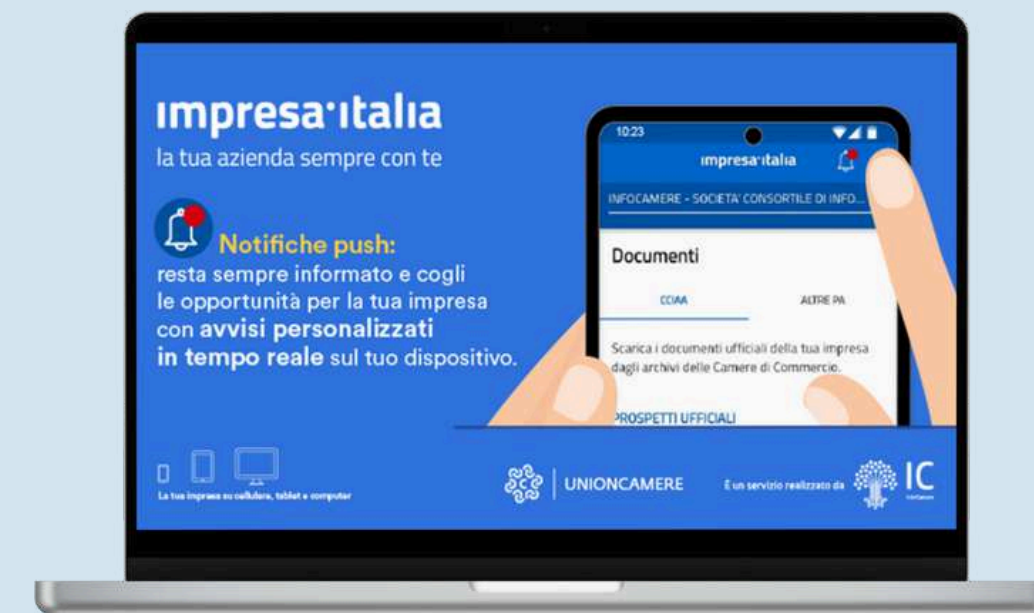 impresa•italia
la tua azienda sempre con te
Notifiche push:
resta sempre informato e cogli
le opportunità per la tua impresa
con avvisi personalizzati
in tempo reale sul tuo dispositivo.
10:23
impresa•italia
INFOCAMERE - SOCIETA' CONSORTILE DI INFO...
Documenti
CCIAA
ALTRE PA
Scarica i documenti ufficiali della tua impresa
dagli archivi delle Camere di Commercio.
PROSPETTI UFFICIALI
La tua impresa su cellulare, tablet e computer
UNIONCAMERE
È un servizio realizzato da
IC
InfoCamere